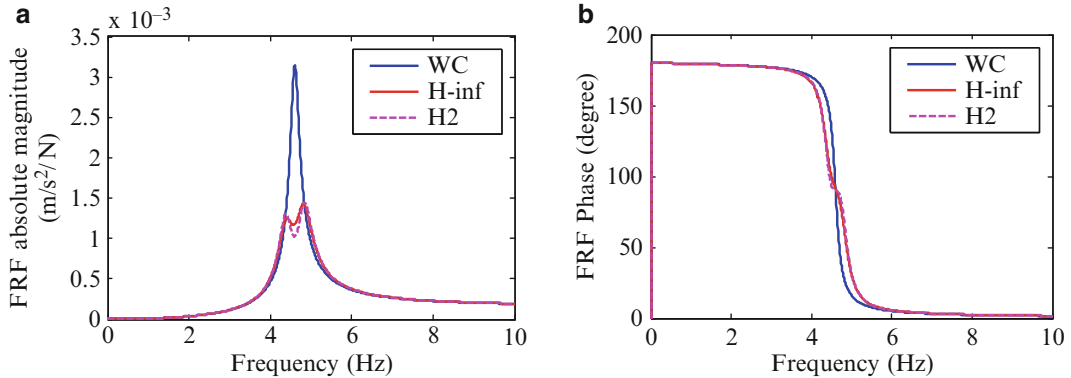 a
x 10⁻³
3.5
3
2.5
2
1.5
1
0.5
0
0 2 4 6 8 10
Frequency (Hz)
FRF absolute magnitude
(m/s²/N)
WC
H-inf
H2
b
200
150
100
50
0
0 2 4 6 8 10
Frequency (Hz)
FRF Phase (degree)
WC
H-inf
H2